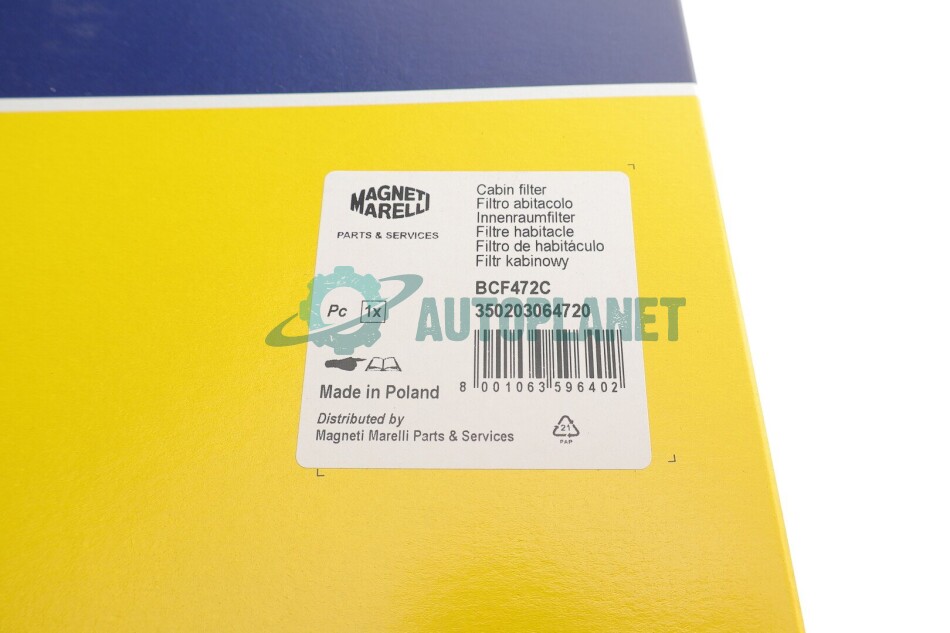 MAGNETI
MARELLI
PARTS & SERVICES
Cabin filter
Filtro abitacolo
Innenraumfilter
Filtre habitacle
Filtro de habitáculo
Filtr kabinowy
BCF472C
350203064720
Pc 1x
AUTOPLANET
8 001063 596402
Made in Poland
Distributed by
Magneti Marelli Parts & Services
21
PAP